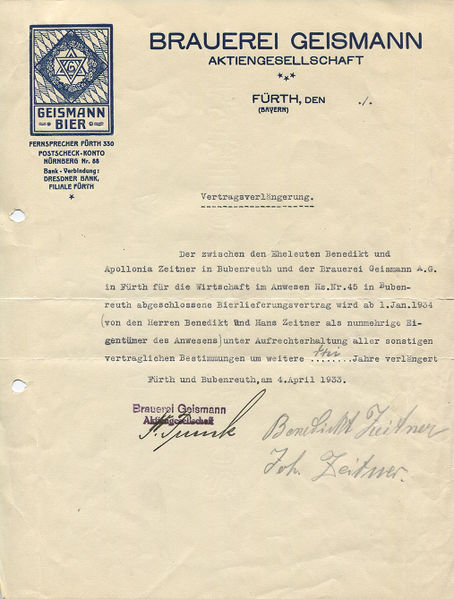 BRAUEREI GEISMANN
AKTIENGESELLSCHAFT
FÜRTH, DEN ./.
(BAYERN)
G
GEISMANN
BIER
FERNSPRECHER FÜRTH 330
POSTSCHECK-KONTO
NÜRNBERG Nr. 88
Bank-Verbindung:
DRESDNER BANK,
FILIALE FÜRTH
Vertragsverlängerung.
Der zwischen den Eheleuten Benedikt und
Apollonia Zeitner in Bubenreuth und der Brauerei Geismann A.G.
in Fürth für die Wirtschaft im Anwesen Hs.Nr.45 in Buben-
reuth abgeschlossene Bierlieferungsvertrag wird ab 1.Jan.1934
(von den Herren Benedikt und Hans Zeitner als nunmehrige Ei-
gentümer des Anwesens) unter Aufrechterhaltung aller sonstigen
vertraglichen Bestimmungen um weitere ....... Jahre verlängert
Fürth und Bubenreuth, am 4.April 1933.
Brauerei Geismann
Aktiengesellschaft
Benedickt Zeitner
Joh. Zeitner.